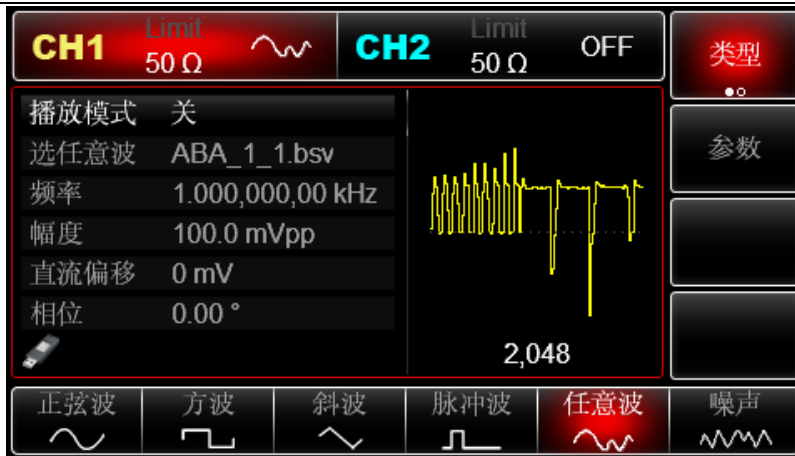 CH1 Limit 50 Ω CH2 Limit 50 Ω OFF
类型
播放模式 关
选任意波 ABA_1_1.bsv
参数
频率 1.000,000,00 kHz
幅度 100.0 mVpp
直流偏移 0 mV
相位 0.00 °
2,048
正弦波 方波 斜波 脉冲波 任意波 噪声